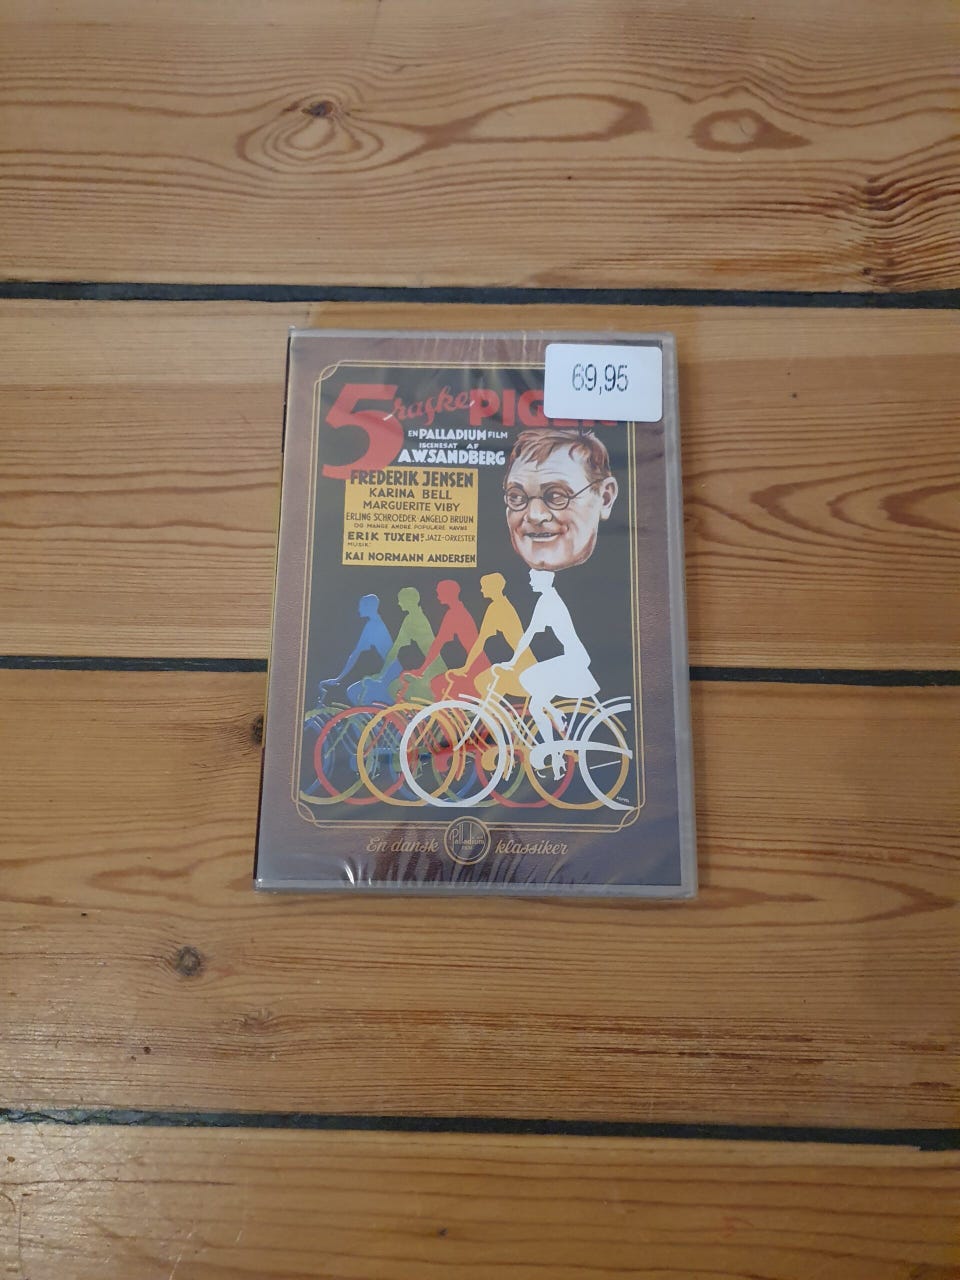 69,95
5 raske PIGER
EN PALLADIUM FILM
ISCENESAT AF
A.W. SANDBERG
FREDERIK JENSEN
KARINA BELL
MARGUERITE VIBY
ERLING SCHROEDER · ANGELO BRUUN
OG MANGE ANDRE POPULÆRE NAVNE
ERIK TUXENS JAZZ-ORKESTER
MUSIK:
KAI NORMANN ANDERSEN
En dansk Palladium klassiker